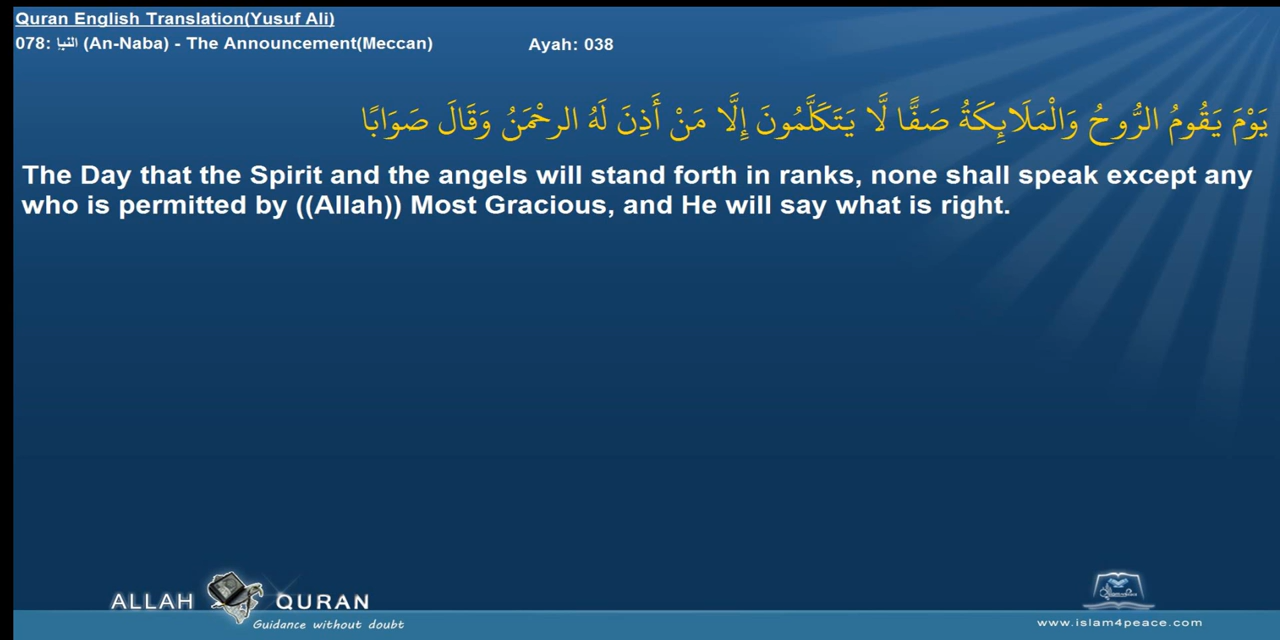 Quran English Translation(Yusuf Ali)
078: النبإ (An-Naba) - The Announcement(Meccan) Ayah: 038
يَوْمَ يَقُومُ الرُّوحُ وَالْمَلَائِكَةُ صَفًّا لَّا يَتَكَلَّمُونَ إِلَّا مَنْ أَذِنَ لَهُ الرحْمَنُ وَقَالَ صَوَابًا
The Day that the Spirit and the angels will stand forth in ranks, none shall speak except any
who is permitted by ((Allah)) Most Gracious, and He will say what is right.
ALLAH QURAN
Guidance without doubt
www.islam4peace.com